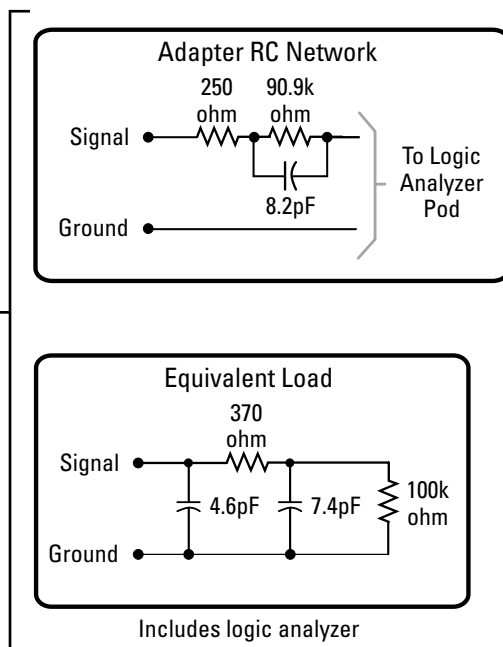 Adapter RC Network
250 ohm
90.9k ohm
Signal
8.2pF
Ground
To Logic
Analyzer
Pod
Equivalent Load
370
ohm
Signal
4.6pF
7.4pF
100k
ohm
Ground
Includes logic analyzer